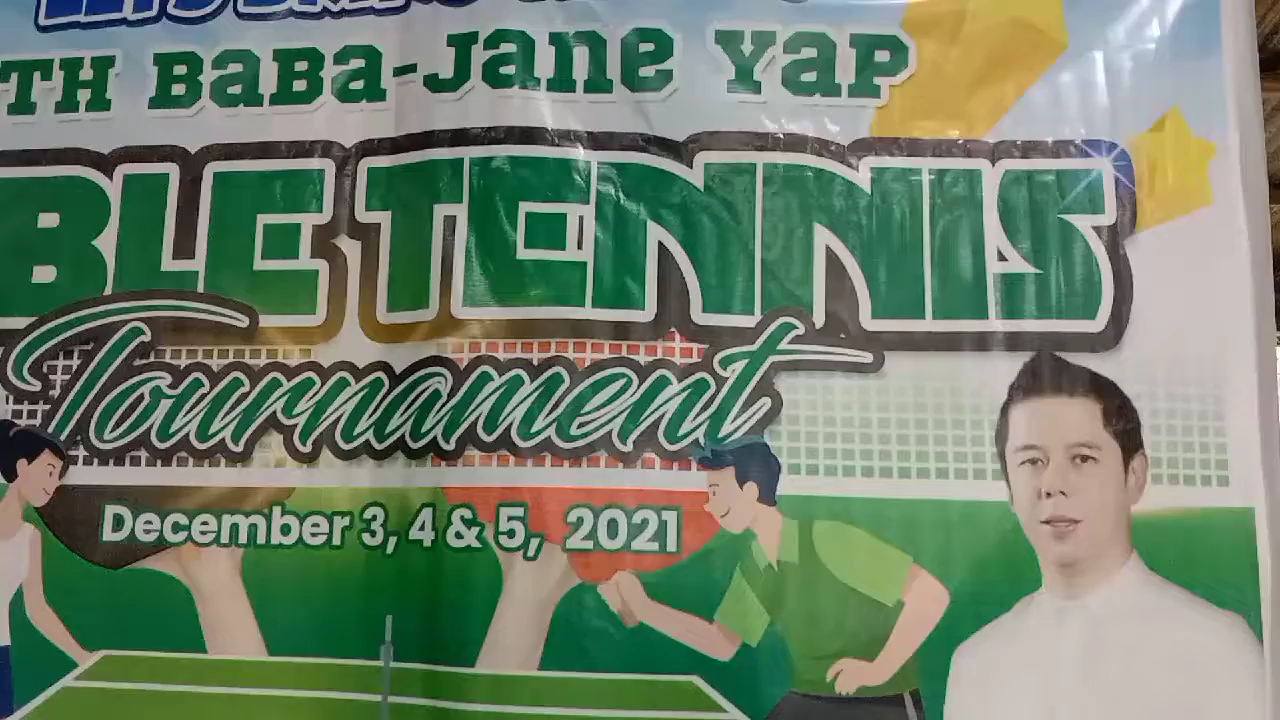 TH BaBa-Jane Yap
BLE TENNIS
Tournament
December 3, 4 & 5, 2021